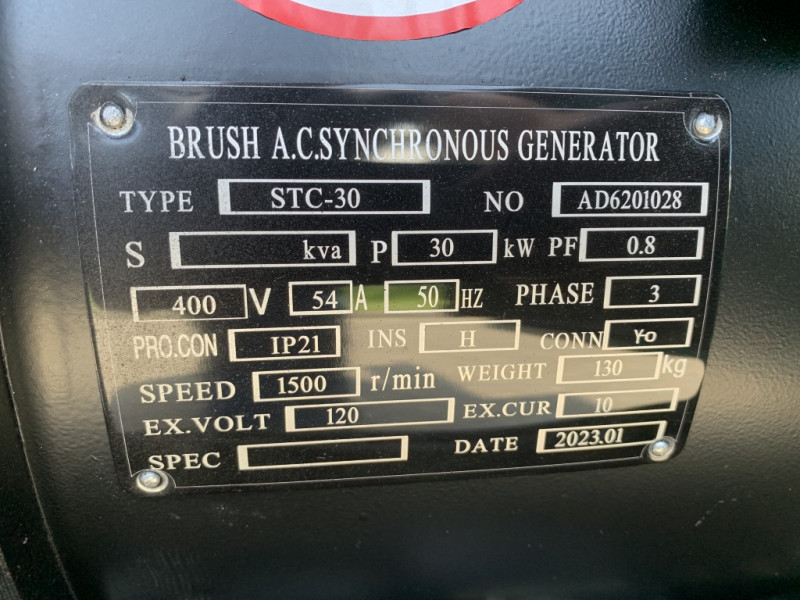 BRUSH A.C.SYNCHRONOUS GENERATOR
TYPE STC-30 NO AD6201028
S kva P 30 kW PF 0.8
400 V 54 A 50 HZ PHASE 3
PRO.CON IP21 INS H CONN Yo
SPEED 1500 r/min WEIGHT 130 kg
EX.VOLT 120 EX.CUR 10
SPEC DATE 2023.01